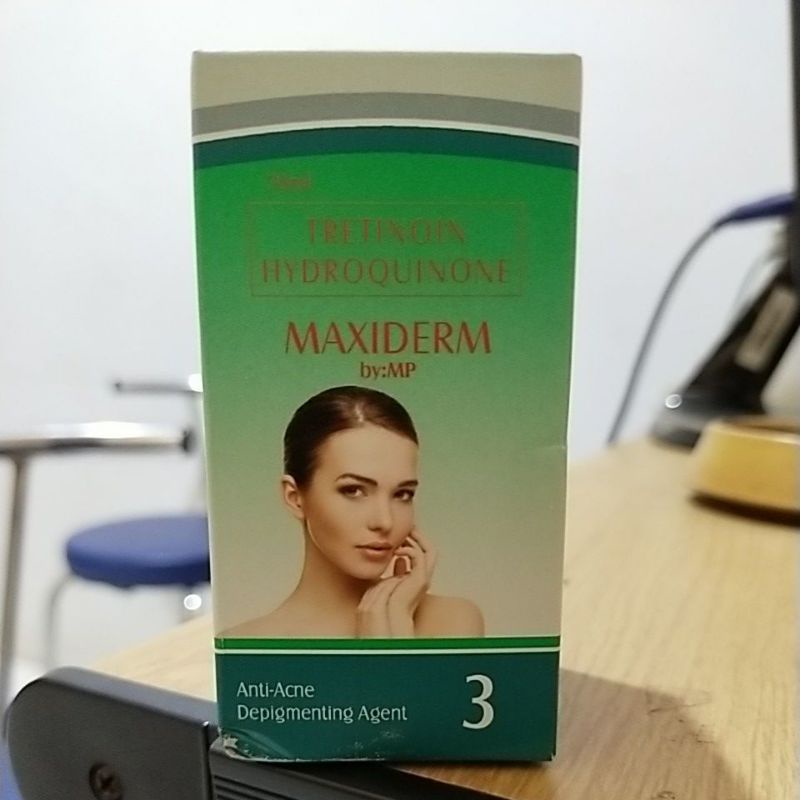 TRETINOIN
HYDROQUINONE
MAXIDERM
by:MP
Anti-Acne
Depigmenting Agent
3